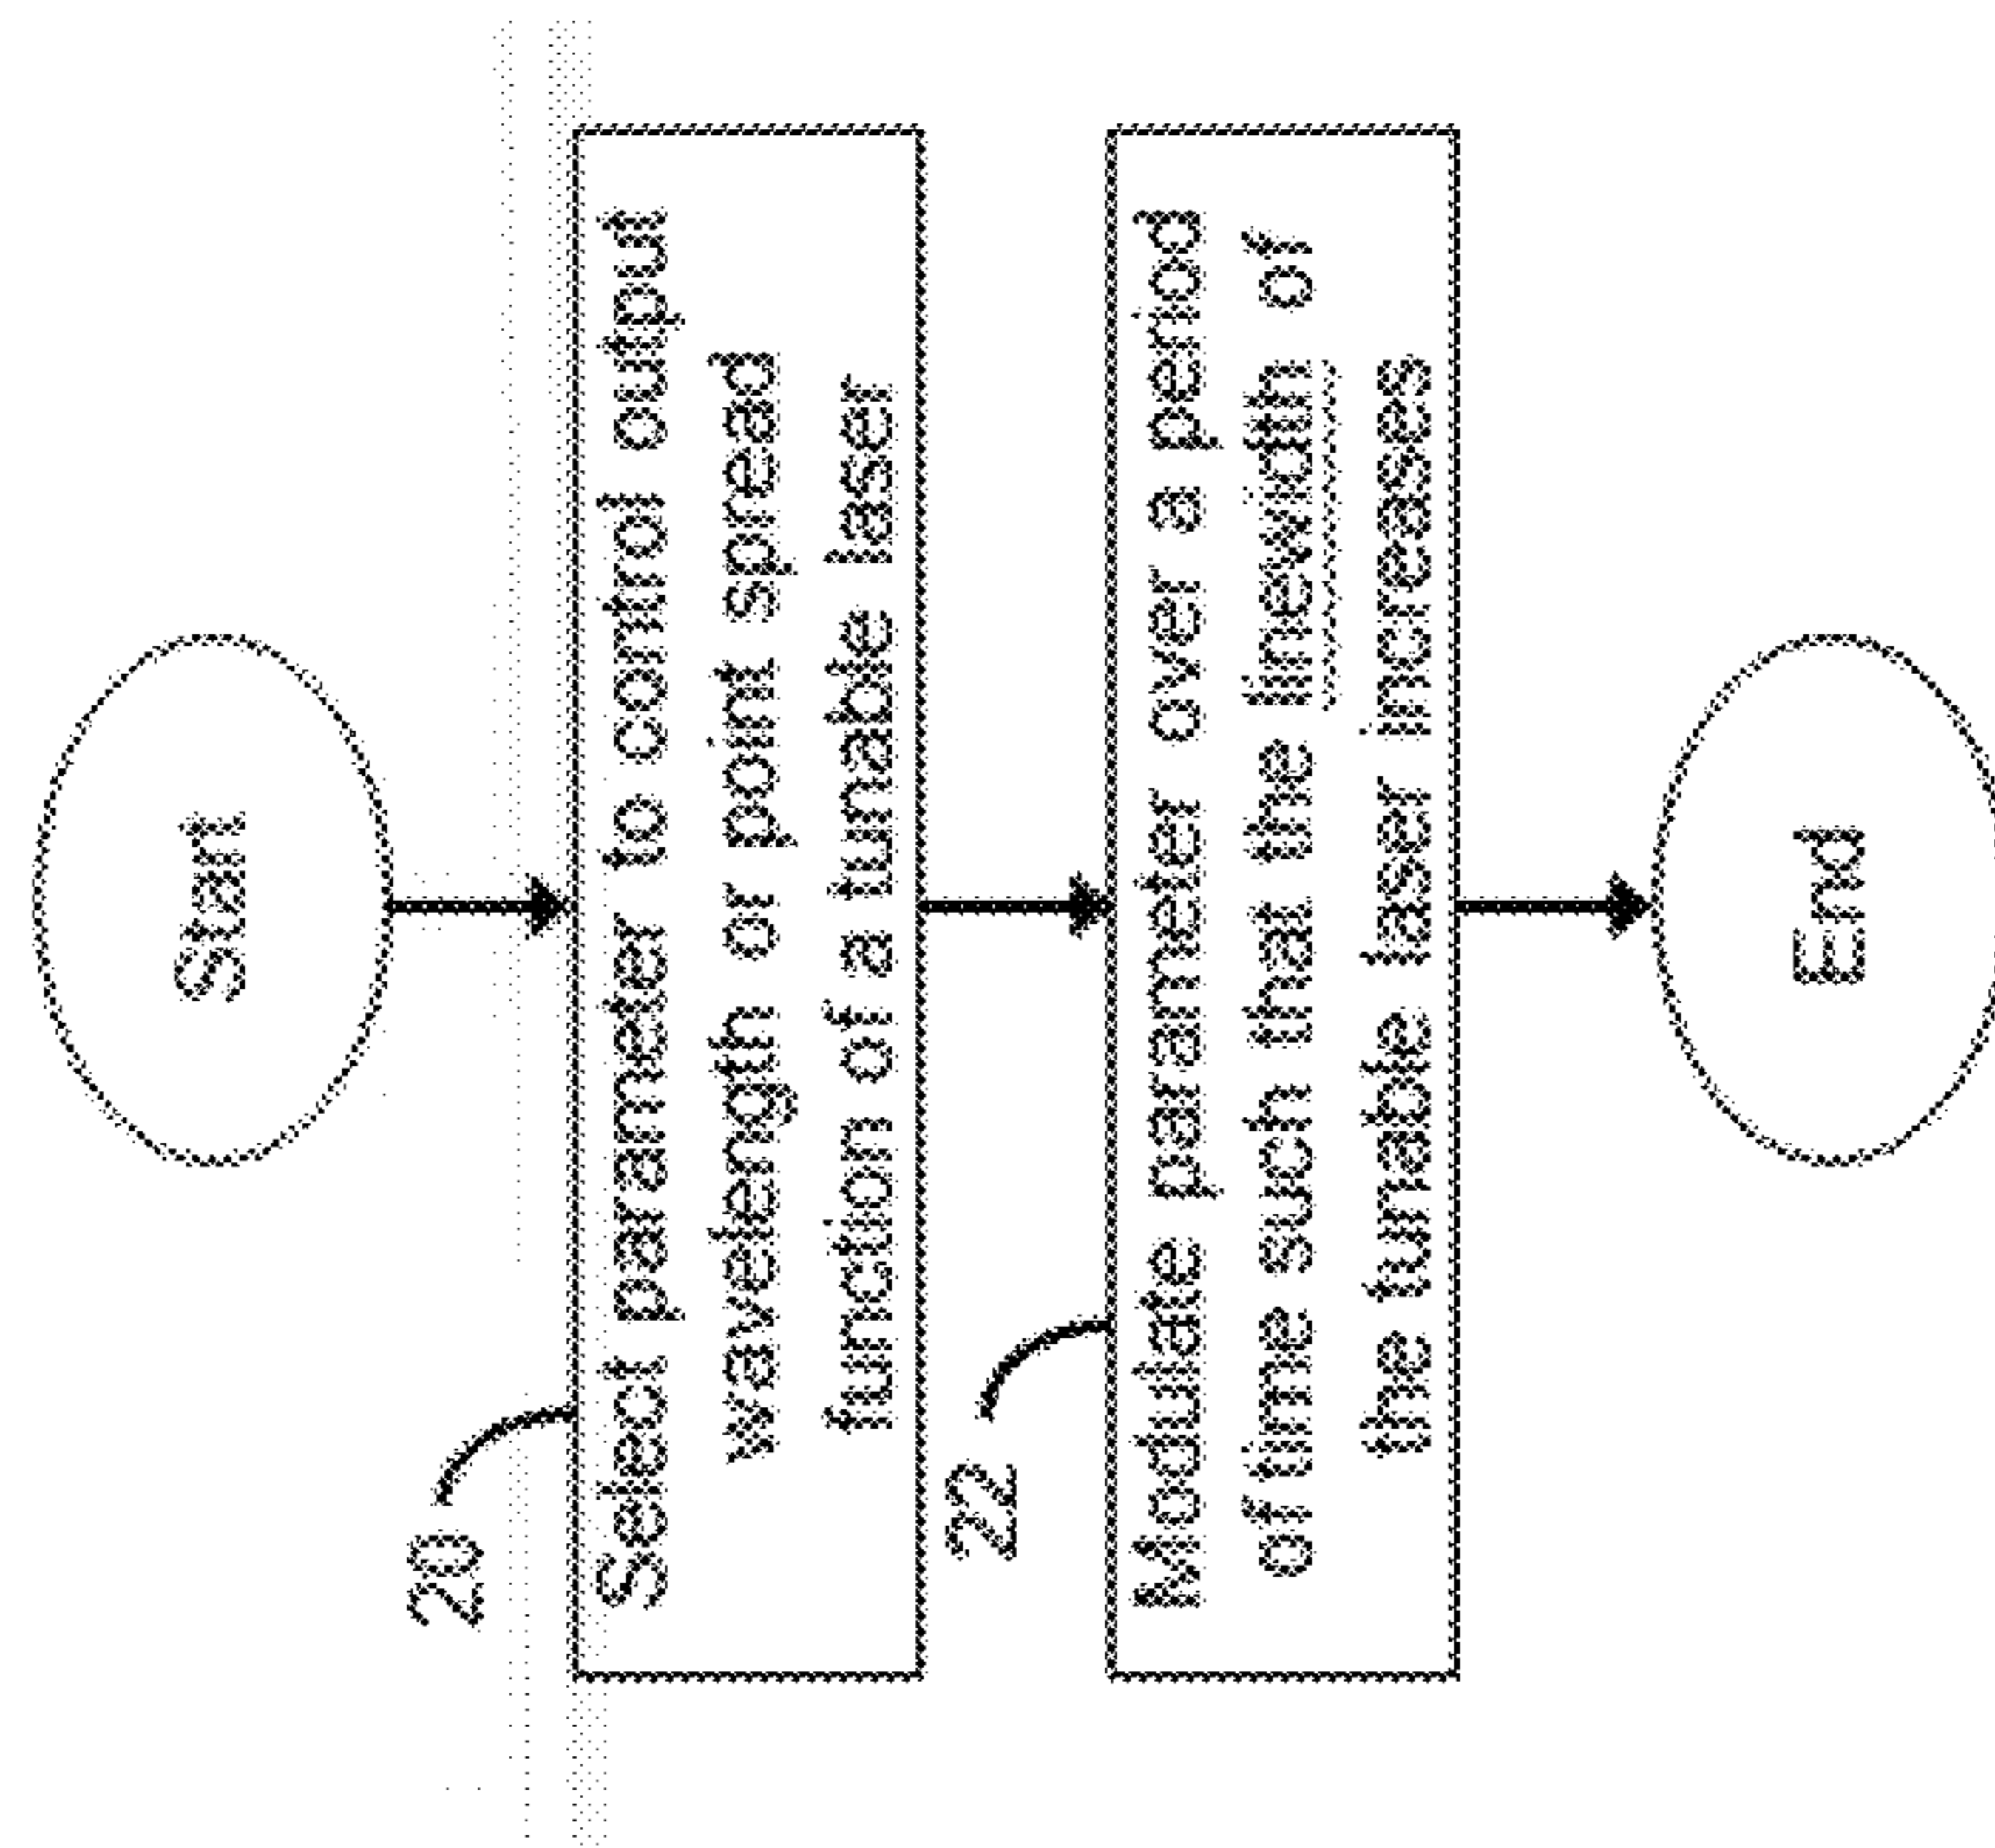 Start
20
Select parameter to control output
wavelength or point spread
function of a tunable laser
22
Modulate parameter over a period
of time such that the linewidth of
the tunable laser increases
End